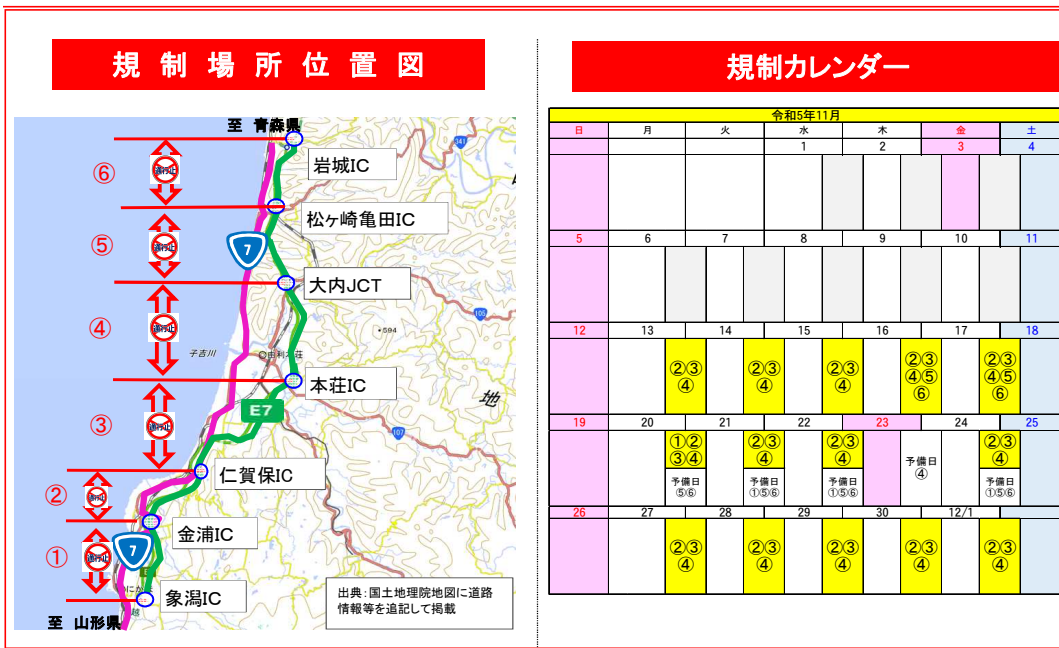 規制場所位置図
至 青森県
⑥
岩城IC
341
松ヶ崎亀田IC
⑤
7
大内JCT
④
105
・594
子吉川
本荘IC
地
E7
③
107
仁賀保IC
②
金浦IC
①
7
象潟IC
出典:国土地理院地図に道路
情報等を追記して掲載
至 山形県
規制カレンダー
令和5年11月
日 月 火 水 木 金 土
1 2 3 4
5 6 7 8 9 10 11
12 13 14 15 16 17 18
②③ ②③ ②③ ②③ ②③
④ ④ ④ ④⑤ ④⑤
⑥ ⑥
19 20 21 22 23 24 25
①② ②③ ②③ ②③
③④ ④ ④ 予備日 ④
④
予備日 予備日 予備日 予備日
⑤⑥ ①⑤⑥ ①⑤⑥ ①⑤⑥
26 27 28 29 30 12/1
②③ ②③ ②③ ②③ ②③
④ ④ ④ ④ ④